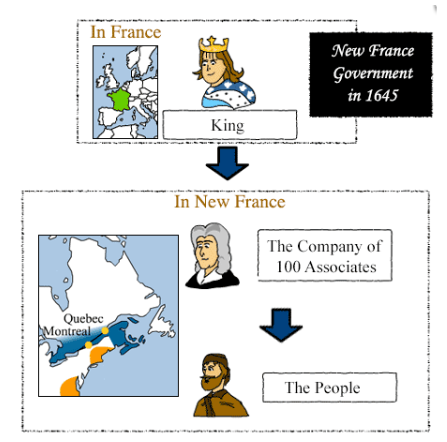 In France
New France
Government
in 1645
King
In New France
The Company of
100 Associates
Quebec
Montreal
The People